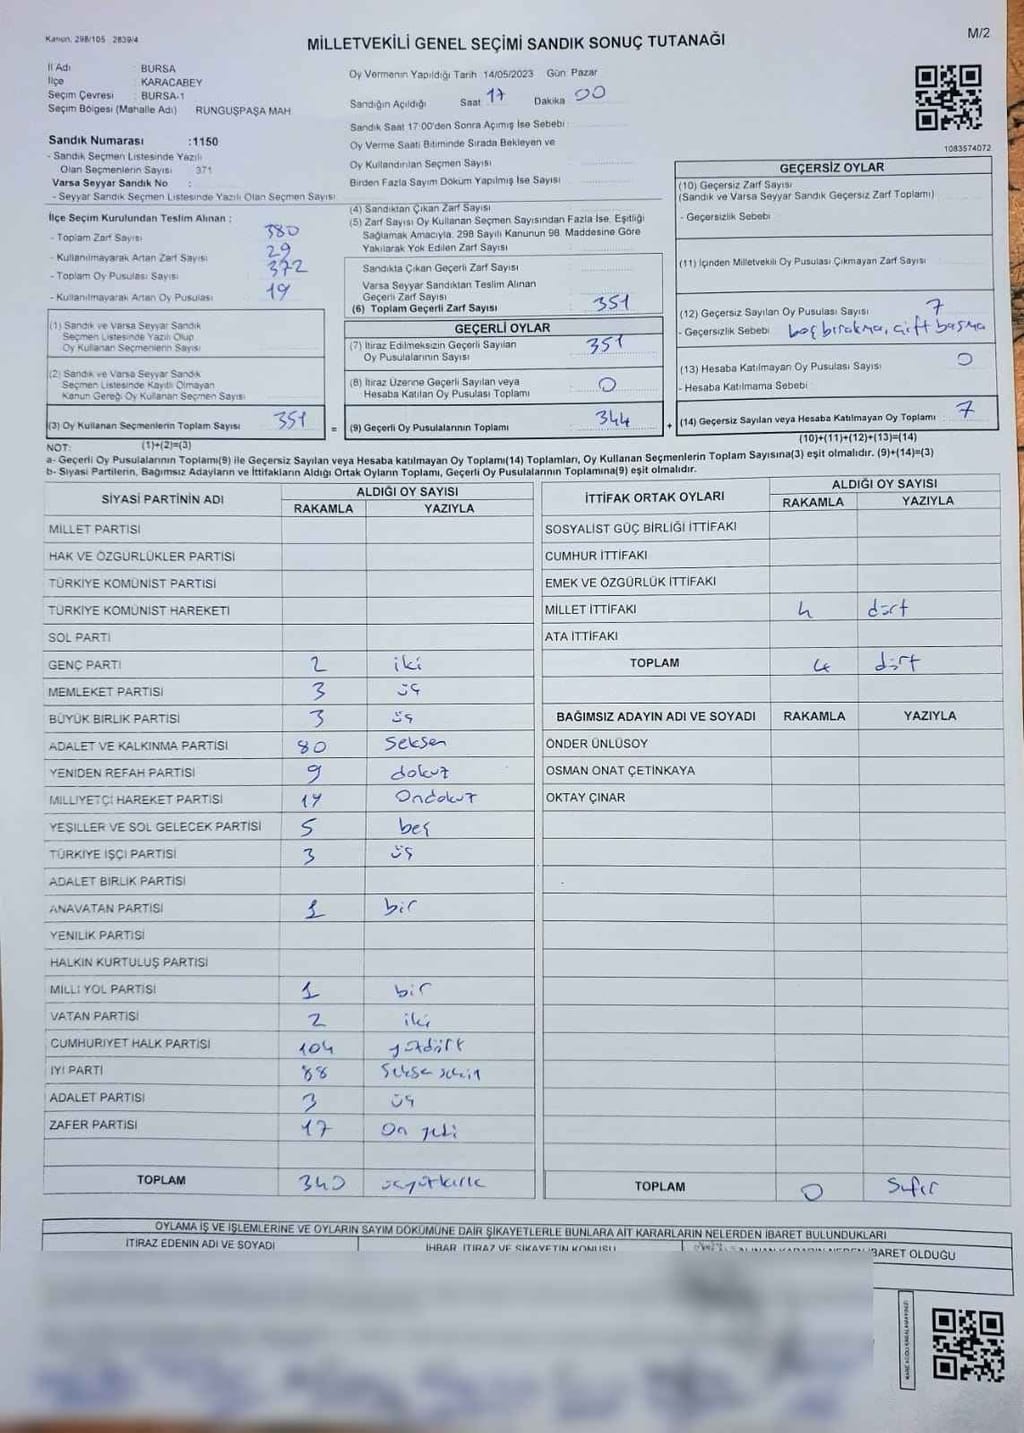 Kanun. 298/105 2839/4
MİLLETVEKİLİ GENEL SEÇİMİ SANDIK SONUÇ TUTANAĞI
M/2
İl Adı : BURSA
İlçe : KARACABEY
Seçim Çevresi : BURSA-1
Seçim Bölgesi (Mahalle Adı) RUNGUŞPAŞA MAH
Oy Vermenin Yapıldığı Tarih 14/05/2023 Gün Pazar
Sandığın Açıldığı Saat 17 Dakika 00
Sandık Saat 17:00'den Sonra Açılmış İse Sebebi
Oy Verme Saati Bitiminde Sırada Bekleyen ve
Oy Kullandırılan Seçmen Sayısı
Birden Fazla Sayım Döküm Yapılmış İse Sayısı
1083574072
Sandık Numarası :1150
- Sandık Seçmen Listesinde Yazılı
Olan Seçmenlerin Sayısı 371
Varsa Seyyar Sandık No :
- Seyyar Sandık Seçmen Listesinde Yazılı Olan Seçmen Sayısı
İlçe Seçim Kurulundan Teslim Alınan :
- Toplam Zarf Sayısı 380
- Kullanılmayarak Artan Zarf Sayısı 29
- Toplam Oy Pusulası Sayısı 372
- Kullanılmayarak Artan Oy Pusulası 19
(1) Sandık ve Varsa Seyyar Sandık
Seçmen Listesinde Yazılı Olup
Oy Kullanan Seçmenlerin Sayısı
(2) Sandık ve Varsa Seyyar Sandık
Seçmen Listesinde Kayıtlı Olmayan
Kanun Gereği Oy Kullanan Seçmen Sayısı
(3) Oy Kullanan Seçmenlerin Toplam Sayısı 351
(4) Sandıktan Çıkan Zarf Sayısı
(5) Zarf Sayısı Oy Kullanan Seçmen Sayısından Fazla İse, Eşitliği
Sağlamak Amacıyla, 298 Sayılı Kanunun 98. Maddesine Göre
Yakılarak Yok Edilen Zarf Sayısı
Sandıkta Çıkan Geçerli Zarf Sayısı
Varsa Seyyar Sandıktan Teslim Alınan
Geçerli Zarf Sayısı
(6) Toplam Geçerli Zarf Sayısı 351
GEÇERLİ OYLAR
(7) İtiraz Edilmeksizin Geçerli Sayılan
Oy Pusulalarının Sayısı 351
(8) İtiraz Üzerine Geçerli Sayılan veya
Hesaba Katılan Oy Pusulası Toplamı 0
= (9) Geçerli Oy Pusulalarının Toplamı 344 +
GEÇERSİZ OYLAR
(10) Geçersiz Zarf Sayısı
(Sandık ve Varsa Seyyar Sandık Geçersiz Zarf Toplamı)
- Geçersizlik Sebebi
(11) İçinden Milletvekili Oy Pusulası Çıkmayan Zarf Sayısı
(12) Geçersiz Sayılan Oy Pusulası Sayısı 7
- Geçersizlik Sebebi boş bırakma, çift basma
(13) Hesaba Katılmayan Oy Pusulası Sayısı 0
- Hesaba Katılmama Sebebi
(14) Geçersiz Sayılan veya Hesaba Katılmayan Oy Toplamı 7
NOT: (1)+(2)=(3)
(10)+(11)+(12)+(13)=(14)
a- Geçerli Oy Pusulalarının Toplamı(9) ile Geçersiz Sayılan veya Hesaba katılmayan Oy Toplamı(14) Toplamları, Oy Kullanan Seçmenlerin Toplam Sayısına(3) eşit olmalıdır. (9)+(14)=(3)
b- Siyasi Partilerin, Bağımsız Adayların ve İttifakların Aldığı Ortak Oyların Toplamı, Geçerli Oy Pusulalarının Toplamına(9) eşit olmalıdır.
SİYASİ PARTİNİN ADI
ALDIĞI OY SAYISI
RAKAMLA YAZIYLA
MİLLET PARTİSİ
HAK VE ÖZGÜRLÜKLER PARTİSİ
TÜRKİYE KOMÜNİST PARTİSİ
TÜRKİYE KOMÜNİST HAREKETİ
SOL PARTİ
GENÇ PARTİ 2 iki
MEMLEKET PARTİSİ 3 üç
BÜYÜK BİRLİK PARTİSİ 3 üç
ADALET VE KALKINMA PARTİSİ 80 Seksen
YENİDEN REFAH PARTİSİ 9 dokuz
MİLLİYETÇİ HAREKET PARTİSİ 19 Ondokuz
YEŞİLLER VE SOL GELECEK PARTİSİ 5 beş
TÜRKİYE İŞÇİ PARTİSİ 3 üç
ADALET BİRLİK PARTİSİ
ANAVATAN PARTİSİ 1 bir
YENİLİK PARTİSİ
HALKIN KURTULUŞ PARTİSİ
MİLLİ YOL PARTİSİ 1 bir
VATAN PARTİSİ 2 iki
CUMHURİYET HALK PARTİSİ 104 yüzdört
İYİ PARTİ 88 Seksen sekiz
ADALET PARTİSİ 3 üç
ZAFER PARTİSİ 17 On yedi
TOPLAM 340 üçyüzkırk
İTTİFAK ORTAK OYLARI
ALDIĞI OY SAYISI
RAKAMLA YAZIYLA
SOSYALİST GÜÇ BİRLİĞİ İTTİFAKI
CUMHUR İTTİFAKI
EMEK VE ÖZGÜRLÜK İTTİFAKI
MİLLET İTTİFAKI 4 dört
ATA İTTİFAKI
TOPLAM 4 dört
BAĞIMSIZ ADAYIN ADI VE SOYADI RAKAMLA YAZIYLA
ÖNDER ÜNLÜSOY
OSMAN ONAT ÇETİNKAYA
OKTAY ÇINAR
TOPLAM 0 Sıfır
OYLAMA İŞ VE İŞLEMLERİNE VE OYLARIN SAYIM DÖKÜMÜNE DAİR ŞİKAYETLERLE BUNLARA AİT KARARLARIN NELERDEN İBARET BULUNDUKLARI
İTİRAZ EDENİN ADI VE SOYADI
İHBAR, İTİRAZ VE ŞİKAYETİN KONUSU
İBARET OLDUĞU